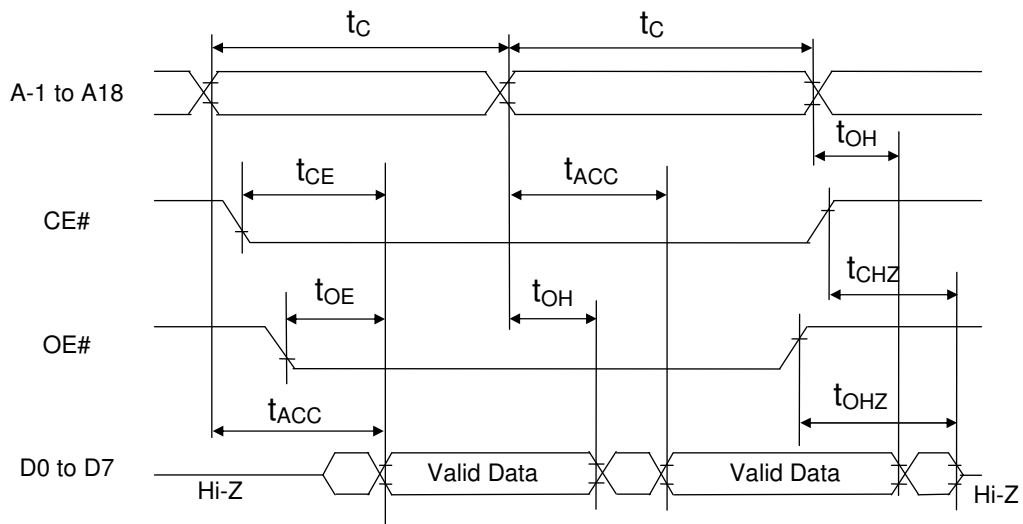 tC tC
A-1 to A18
tOH
tCE tACC
CE#
tCHZ
tOE tOH
OE#
tACC tOHZ
D0 to D7 Hi-Z Valid Data Valid Data Hi-Z